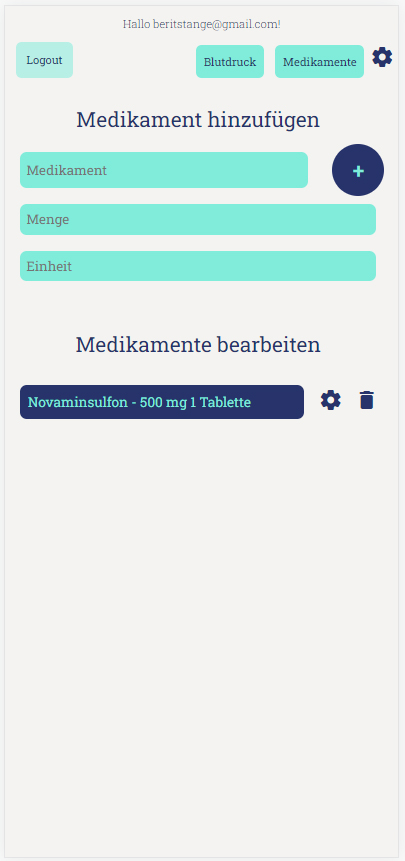 Hallo beritstange@gmail.com!
Logout
Blutdruck
Medikamente
Medikament hinzufügen
Medikament
+
Menge
Einheit
Medikamente bearbeiten
Novaminsulfon - 500 mg 1 Tablette